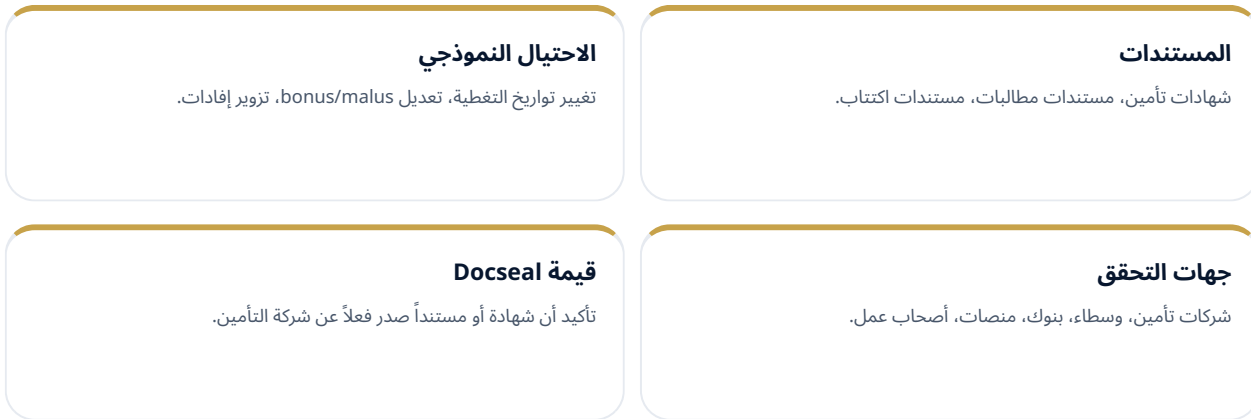 المستندات
شهادات تأمين، مستندات مطالبات، مستندات اكتتاب.
الاحتيال النموذجي
تغيير تواريخ التغطية، تعديل bonus/malus، تزوير إفادات.
جهات التحقق
شركات تأمين، وسطاء، بنوك، منصات، أصحاب عمل.
قيمة Docseal
تأكيد أن شهادة أو مستنداً صدر فعلاً عن شركة التأمين.